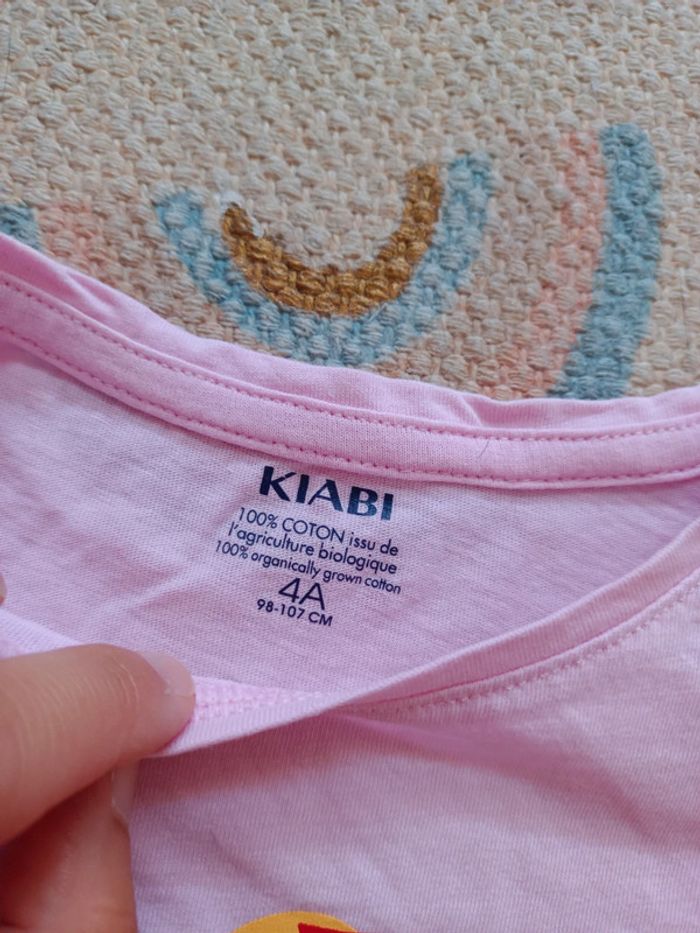 KIABI
100% COTON issu de
l'agriculture biologique
100% organically grown cotton
4A
98-107 CM